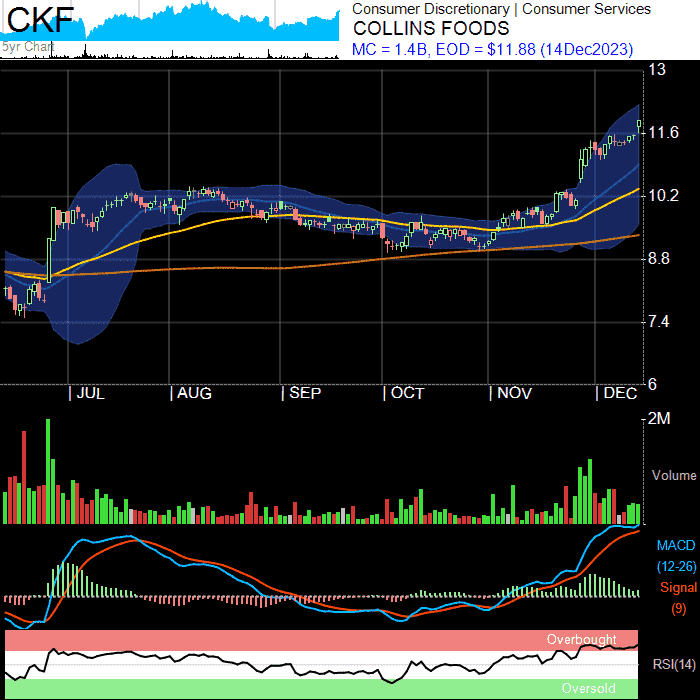 CKF
5yr Chart
Consumer Discretionary | Consumer Services
COLLINS FOODS
MC = 1.4B, EOD = $11.88 (14Dec2023)
13
11.6
10.2
8.8
7.4
6
| JUL | AUG | SEP | OCT | NOV | DEC
2M
Volume
MACD
(12-26)
Signal
(9)
Overbought
RSI(14)
Oversold